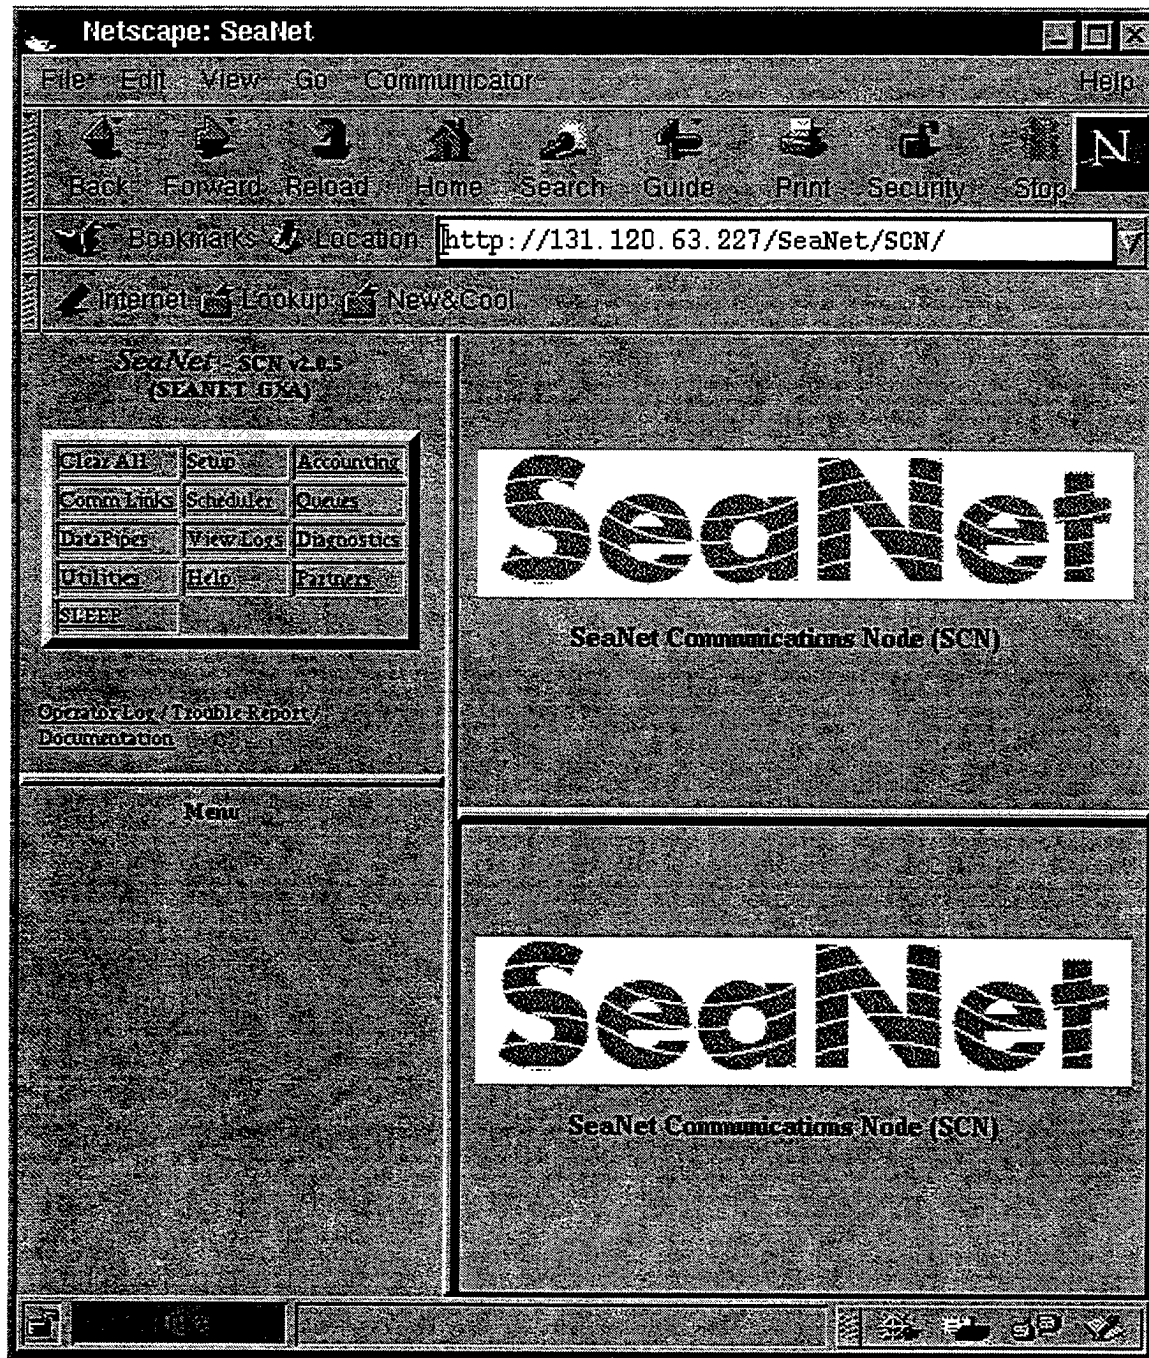 Netscape: SeaNet
File Edit View Go Communicator Help
Back Forward Reload Home Search Guide Print Security Stop N
Bookmarks Location: http://131.120.63.227/SeaNet/SCN/
Internet Lookup New&Cool
SeaNet - SCN v2.0.5
(SEANET_GXA)
Clear All Setup Accounting
Comm Links Scheduler Queues
DataPipes View Logs Diagnostics
Utilities Help Partners
SLEEP
Operator Log / Trouble Report /
Documentation
Menu
SeaNet
SeaNet Communications Node (SCN)
SeaNet
SeaNet Communications Node (SCN)